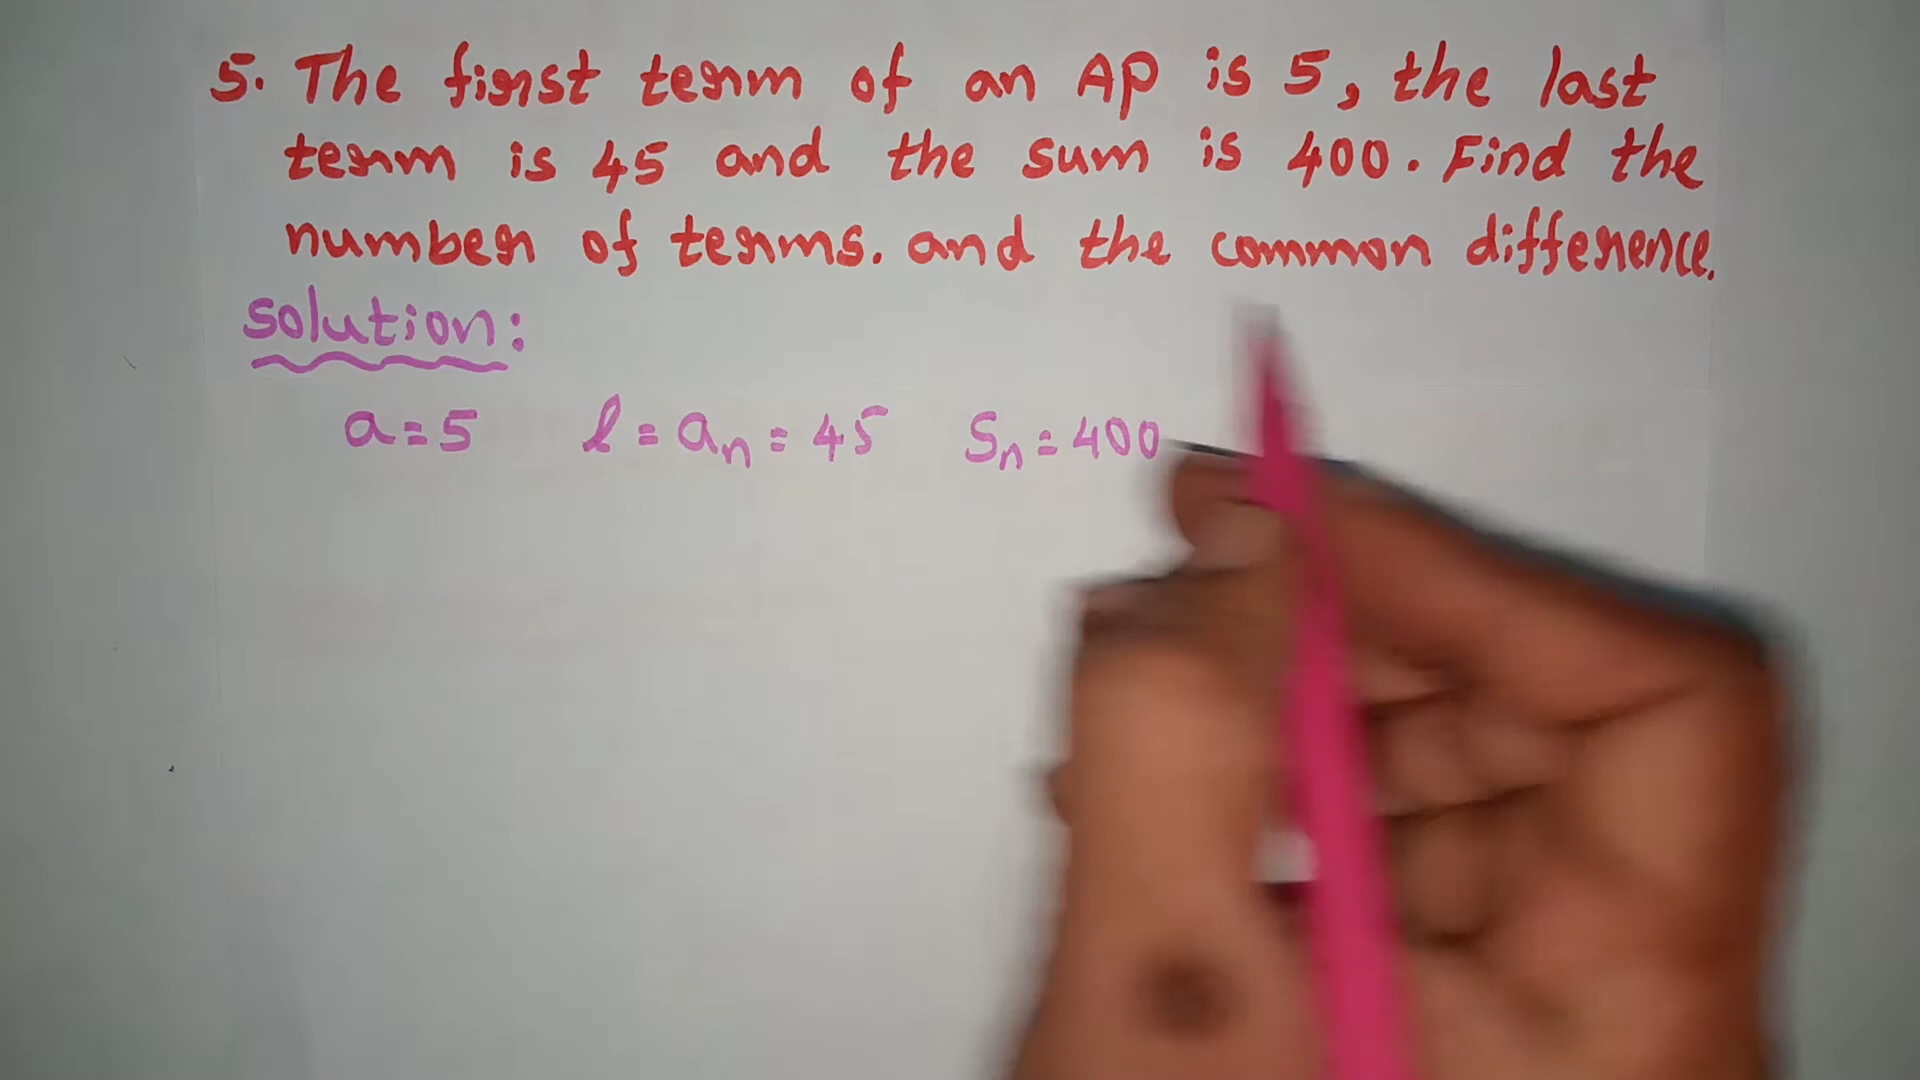 5. The first term of an AP is 5, the last
term is 45 and the sum is 400. Find the
number of terms. and the common difference.
Solution:
a = 5 l = an = 45 Sn = 400